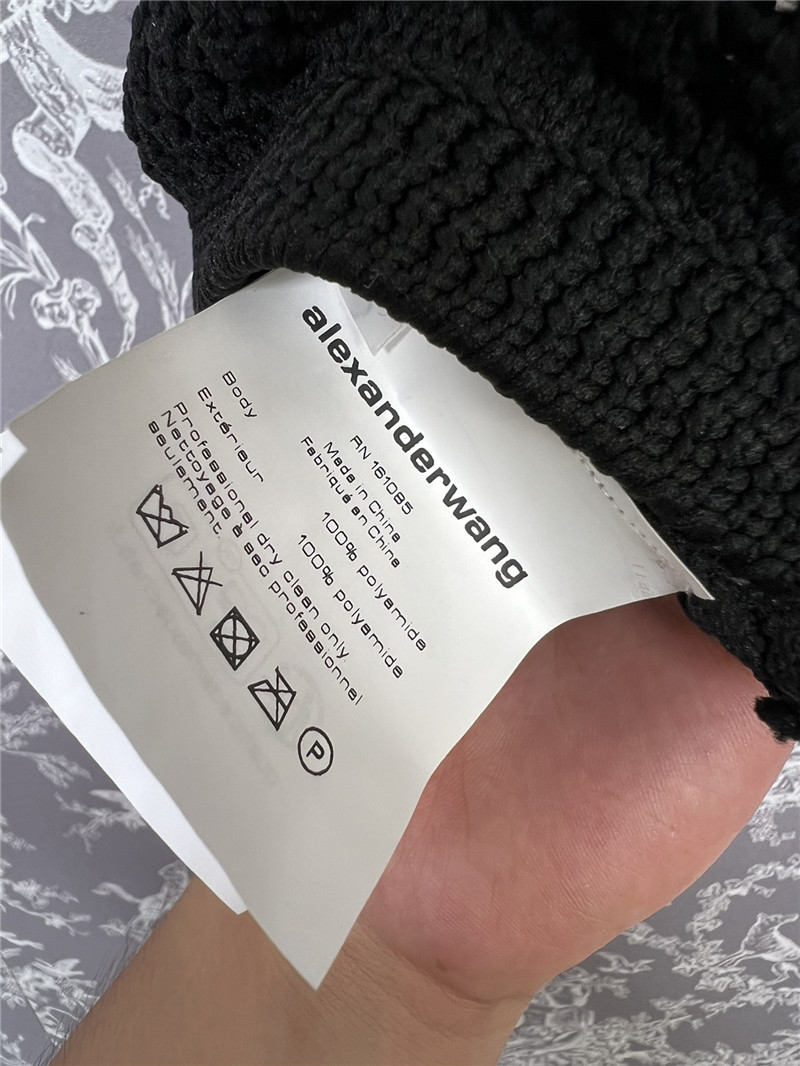 alexanderwang
RN 161085
Made in China
Fabriqué en Chine
Body 100% polyamide
Extérieur 100% polyamide
Professional dry clean only.
Nettoyage à sec professionnel
seulement.
P